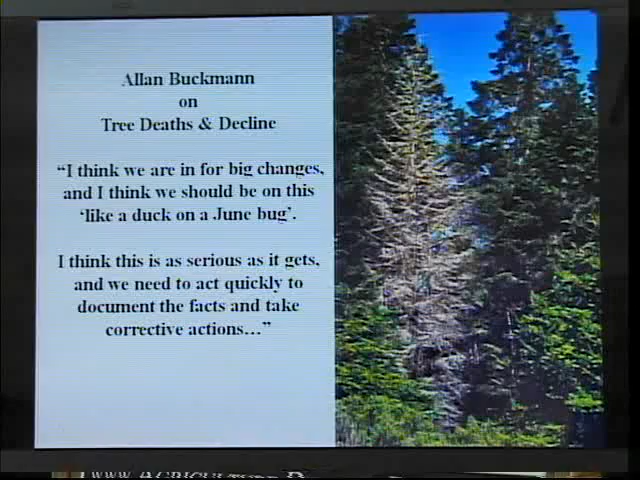 Allan Buckmann
on
Tree Deaths & Decline
“I think we are in for big changes,
and I think we should be on this
‘like a duck on a June bug’.
I think this is as serious as it gets,
and we need to act quickly to
document the facts and take
corrective actions…”